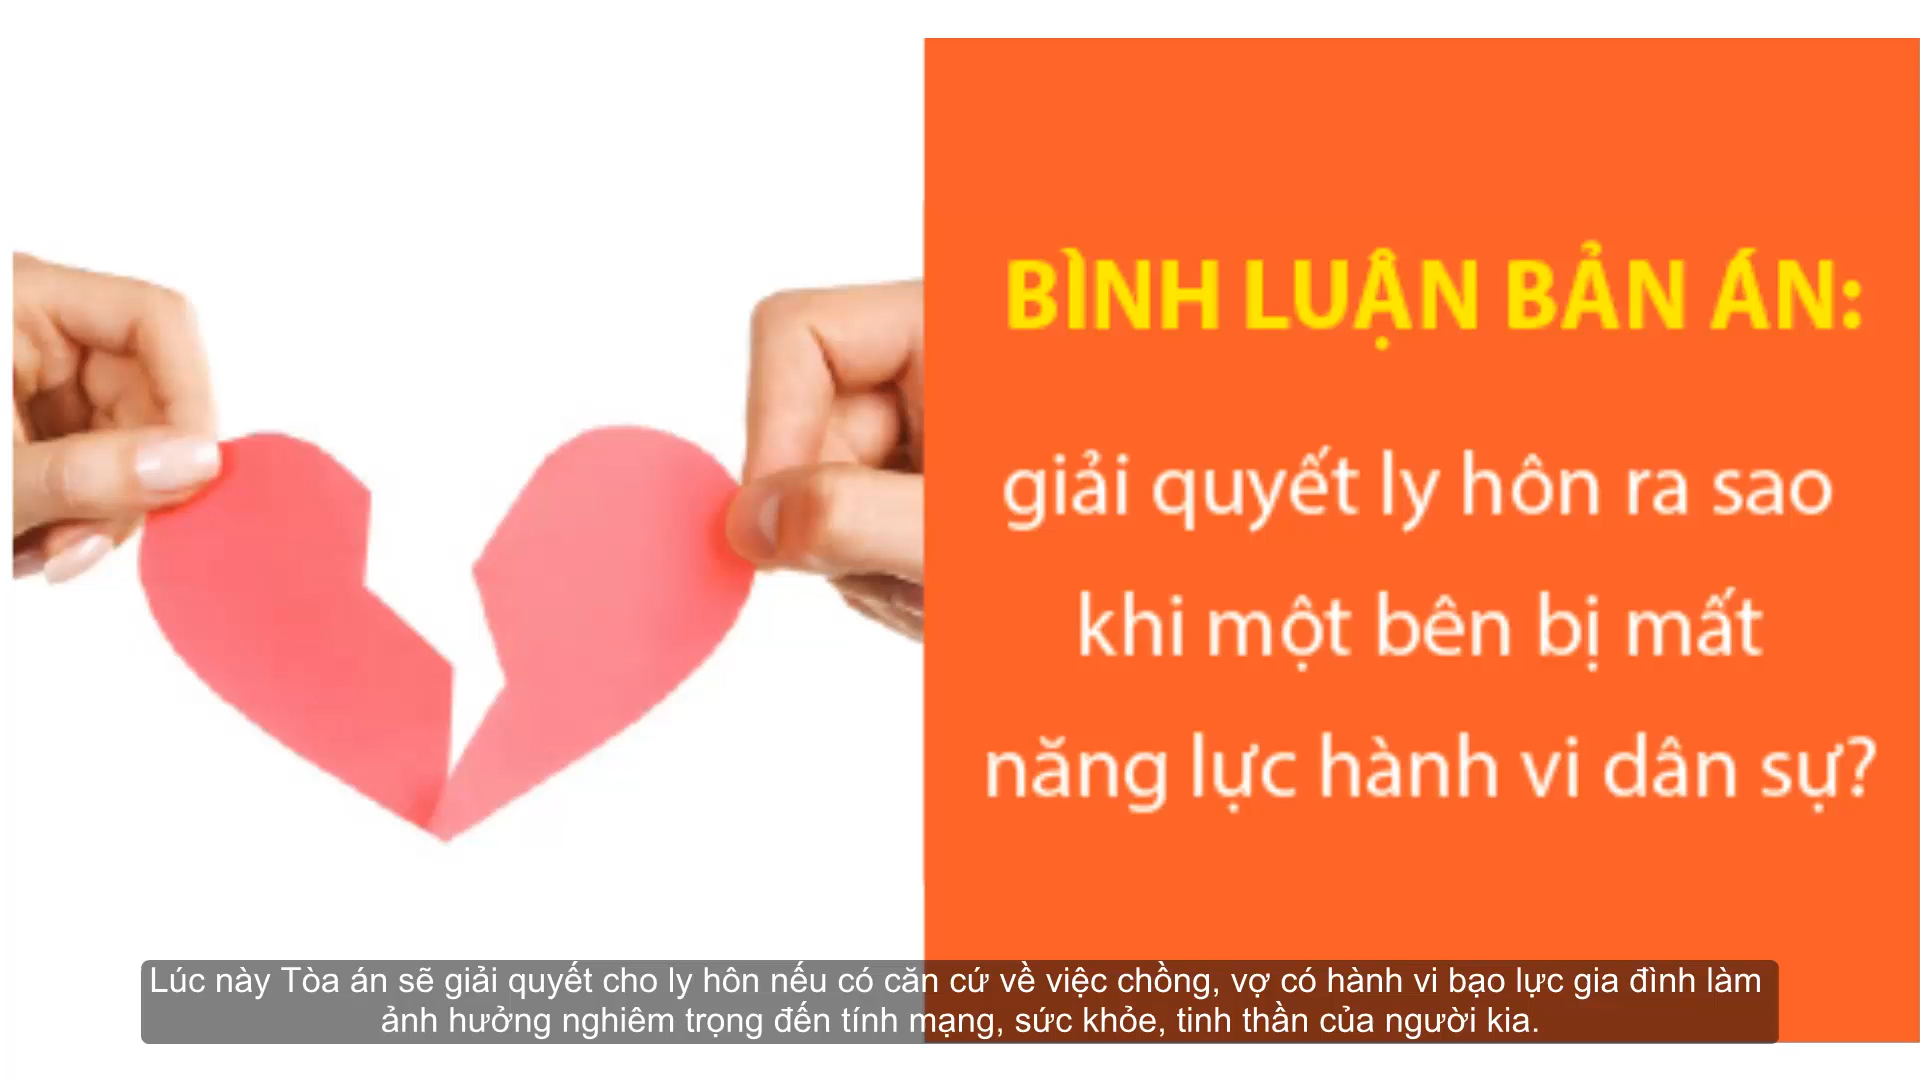 BÌNH LUẬN BẢN ÁN:
giải quyết ly hôn ra sao
khi một bên bị mất
năng lực hành vi dân sự?
Lúc này Tòa án sẽ giải quyết cho ly hôn nếu có căn cứ về việc chồng, vợ có hành vi bạo lực gia đình làm
ảnh hưởng nghiêm trọng đến tính mạng, sức khỏe, tinh thần của người kia.